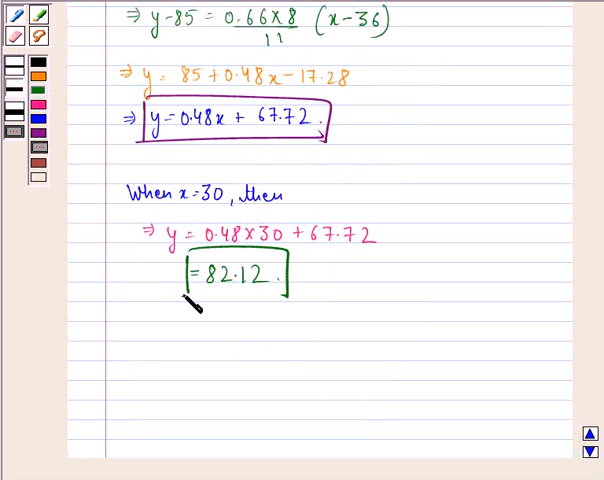 ⇒ y-85 = 0.66×8/11 (x-36)
⇒ y = 85+0.48x-17.28
⇒ y=0.48x + 67.72.
When x=30, then
⇒ y = 0.48×30 + 67.72
= 82.12.